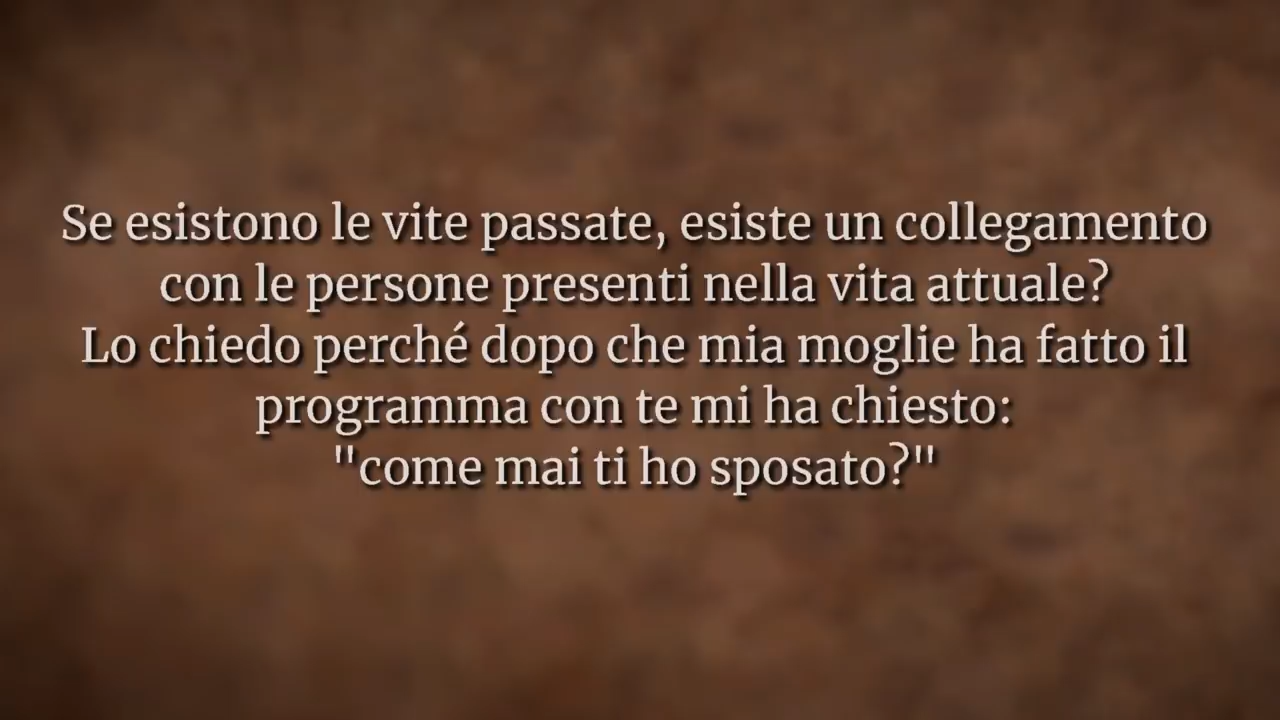 Se esistono le vite passate, esiste un collegamento
con le persone presenti nella vita attuale?
Lo chiedo perché dopo che mia moglie ha fatto il
programma con te mi ha chiesto:
"come mai ti ho sposato?"